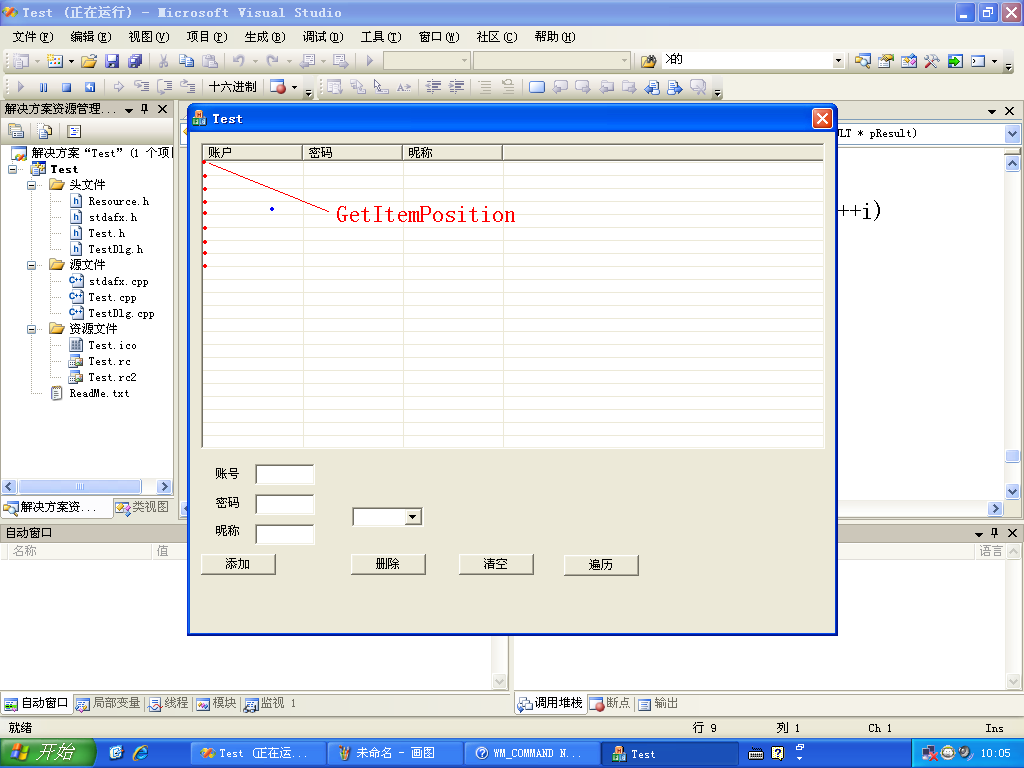 Test (正在运行) - Microsoft Visual Studio
文件(F) 编辑(E) 视图(V) 项目(P) 生成(B) 调试(D) 工具(T) 窗口(W) 社区(C) 帮助(H)
的
十六进制
解决方案资源管理...
LT * pResult)
解决方案 “Test” (1 个项
Test
头文件
Resource.h
stdafx.h
Test.h
TestDlg.h
源文件
stdafx.cpp
Test.cpp
TestDlg.cpp
资源文件
Test.ico
Test.rc
Test.rc2
ReadMe.txt
++i)
解决方案资... 类视图
Test
账户 密码 昵称
GetItemPosition
账号
密码
昵称
添加 删除 清空 遍历
自动窗口
名称 值 语言
自动窗口 局部变量 线程 模块 监视 1
调用堆栈 断点 输出
就绪 行 9 列 1 Ch 1 Ins
开始 Test (正在运... 未命名 - 画图 WM_COMMAND N... Test 10:05